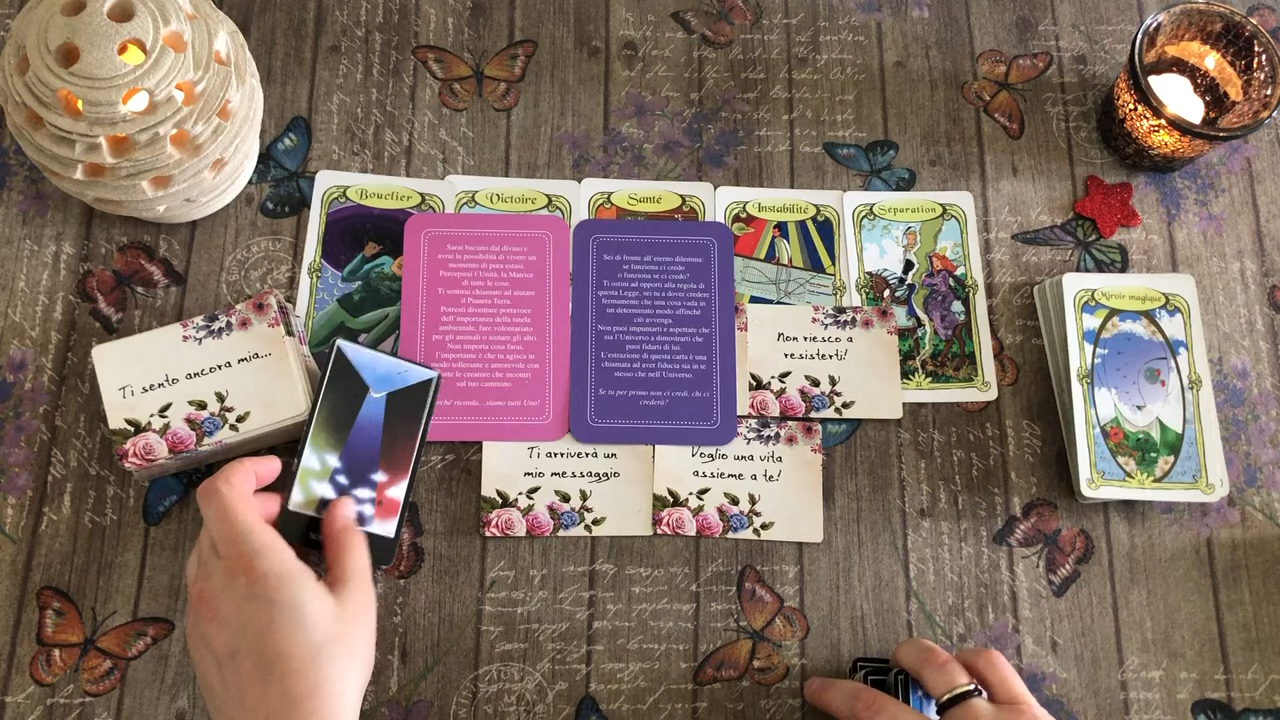 Bouclier
Victoire
Santé
Instabilité
Séparation
Miroir magique
Sarai baciato dal divino e
avrai la possibilità di vivere un
momento di pura estasi.
Percepirai l'Unità, la Matrice
di tutte le cose.
Ti sentirai chiamato ad aiutare
il Pianeta Terra.
Potresti diventare portavoce
dell'importanza della tutela
ambientale, fare volontariato
per gli animali o aiutare gli altri
Non importa cosa farai,
l'importante è che tu agisca in
modo tollerante e amorevole con
tutte le creature che incontri
sul tuo cammino.
perché ricorda...siamo tutti Uno!
Sei di fronte all'eterno dilemma:
se funziona ci credo
o funziona se ci credo?
Ti ostini ad opporti alla regola di
questa Legge, sei tu a dover credere
fermamente che una cosa vada in
un determinato modo affinché
ciò avvenga.
Non puoi impuntarti e aspettare che
sia l'Universo a dimostrarti che
puoi fidarti di lui.
L'estrazione di questa carta è una
chiamata ad aver fiducia sia in te
stesso che nell'Universo.
Se tu per primo non ci credi, chi ci
crederà?
Non riesco a
resisterti!
Ti sento ancora mia...
Ti arriverà un
mio messaggio
Voglio una vita
assieme a te!